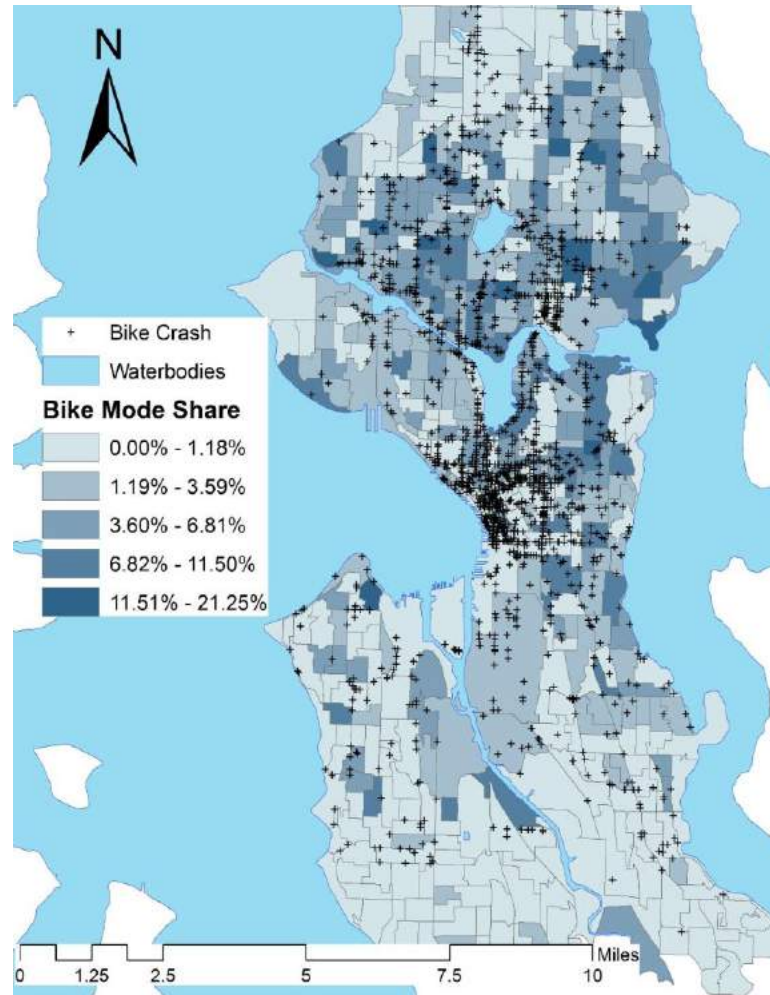 N
+ Bike Crash
Waterbodies
Bike Mode Share
0.00% - 1.18%
1.19% - 3.59%
3.60% - 6.81%
6.82% - 11.50%
11.51% - 21.25%
Miles
0 1.25 2.5 5 7.5 10